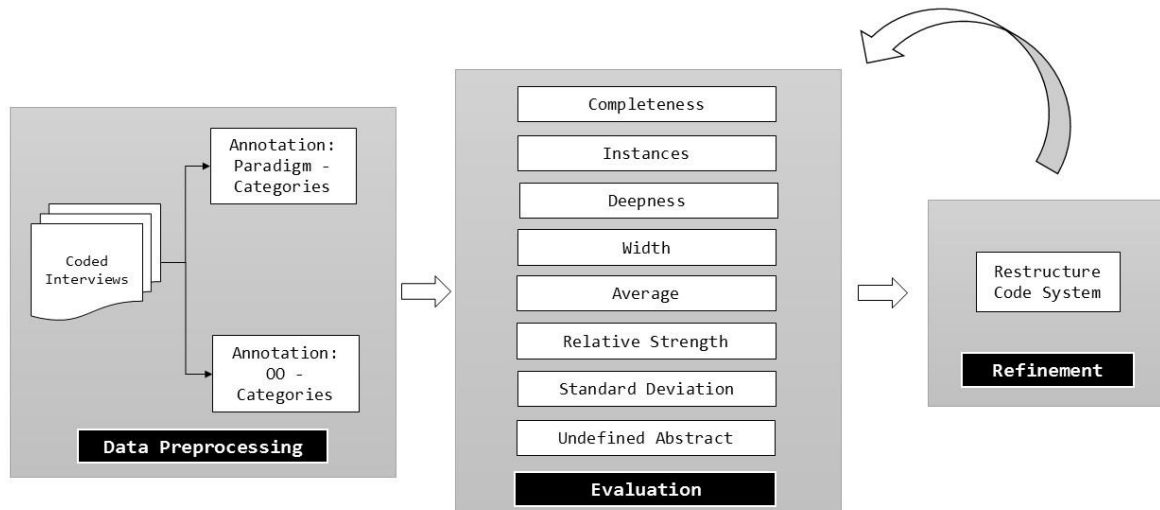 Coded
Interviews
Annotation:
Paradigm -
Categories
Annotation:
OO -
Categories
Data Preprocessing
Completeness
Instances
Deepness
Width
Average
Relative Strength
Standard Deviation
Undefined Abstract
Evaluation
Restructure
Code System
Refinement